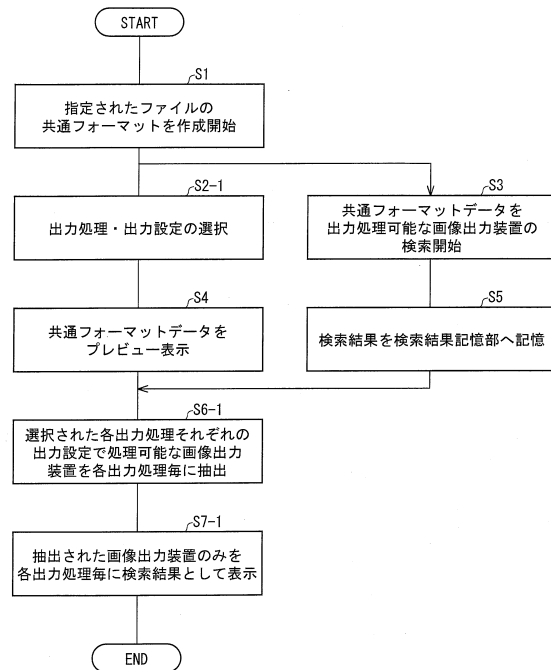 START
S1
指定されたファイルの
共通フォーマットを作成開始
S2-1
出力処理・出力設定の選択
S3
共通フォーマットデータを
出力処理可能な画像出力装置の
検索開始
S4
共通フォーマットデータを
プレビュー表示
S5
検索結果を検索結果記憶部へ記憶
S6-1
選択された各出力処理それぞれの
出力設定で処理可能な画像出力
装置を各出力処理毎に抽出
S7-1
抽出された画像出力装置のみを
各出力処理毎に検索結果として表示
END